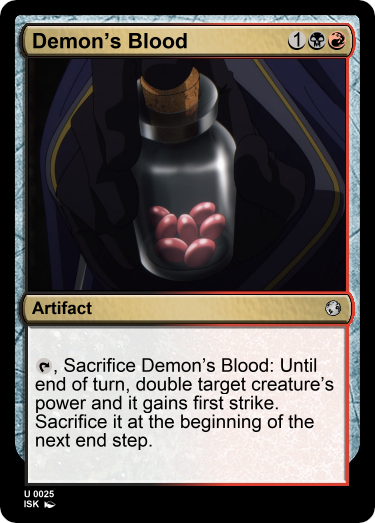 Demon's Blood 1
Artifact
, Sacrifice Demon's Blood: Until
end of turn, double target creature's
power and it gains first strike.
Sacrifice it at the beginning of the
next end step.
U 0025
ISK